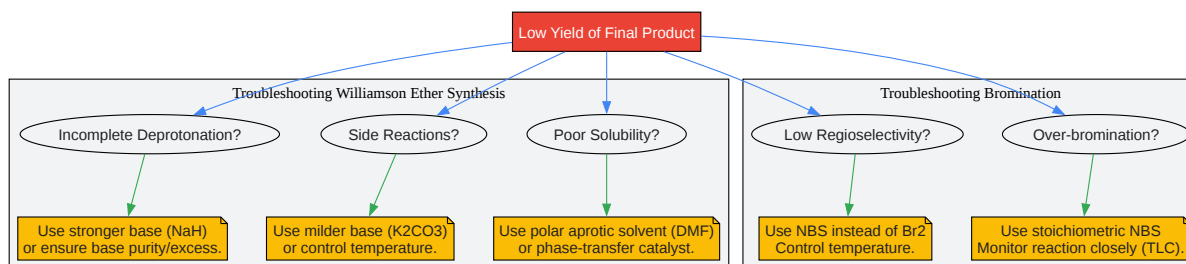 Low Yield of Final Product
Troubleshooting Williamson Ether Synthesis
Troubleshooting Bromination
Incomplete Deprotonation?
Side Reactions?
Poor Solubility?
Low Regioselectivity?
Over-bromination?
Use stronger base (NaH)
or ensure base purity/excess.
Use milder base (K2CO3)
or control temperature.
Use polar aprotic solvent (DMF)
or phase-transfer catalyst.
Use NBS instead of Br2
Control temperature.
Use stoichiometric NBS
Monitor reaction closely (TLC).